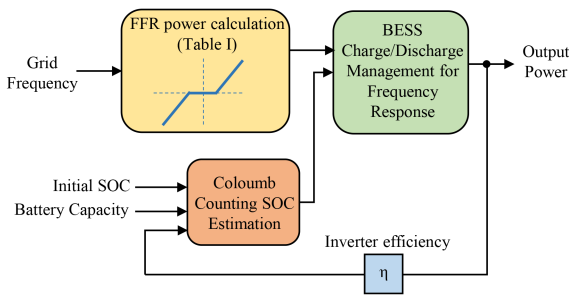 FFR power calculation
(Table I)
Grid
Frequency
BESS
Charge/Discharge
Management for
Frequency
Response
Output
Power
Initial SOC
Battery Capacity
Coloumb
Counting SOC
Estimation
Inverter efficiency
η